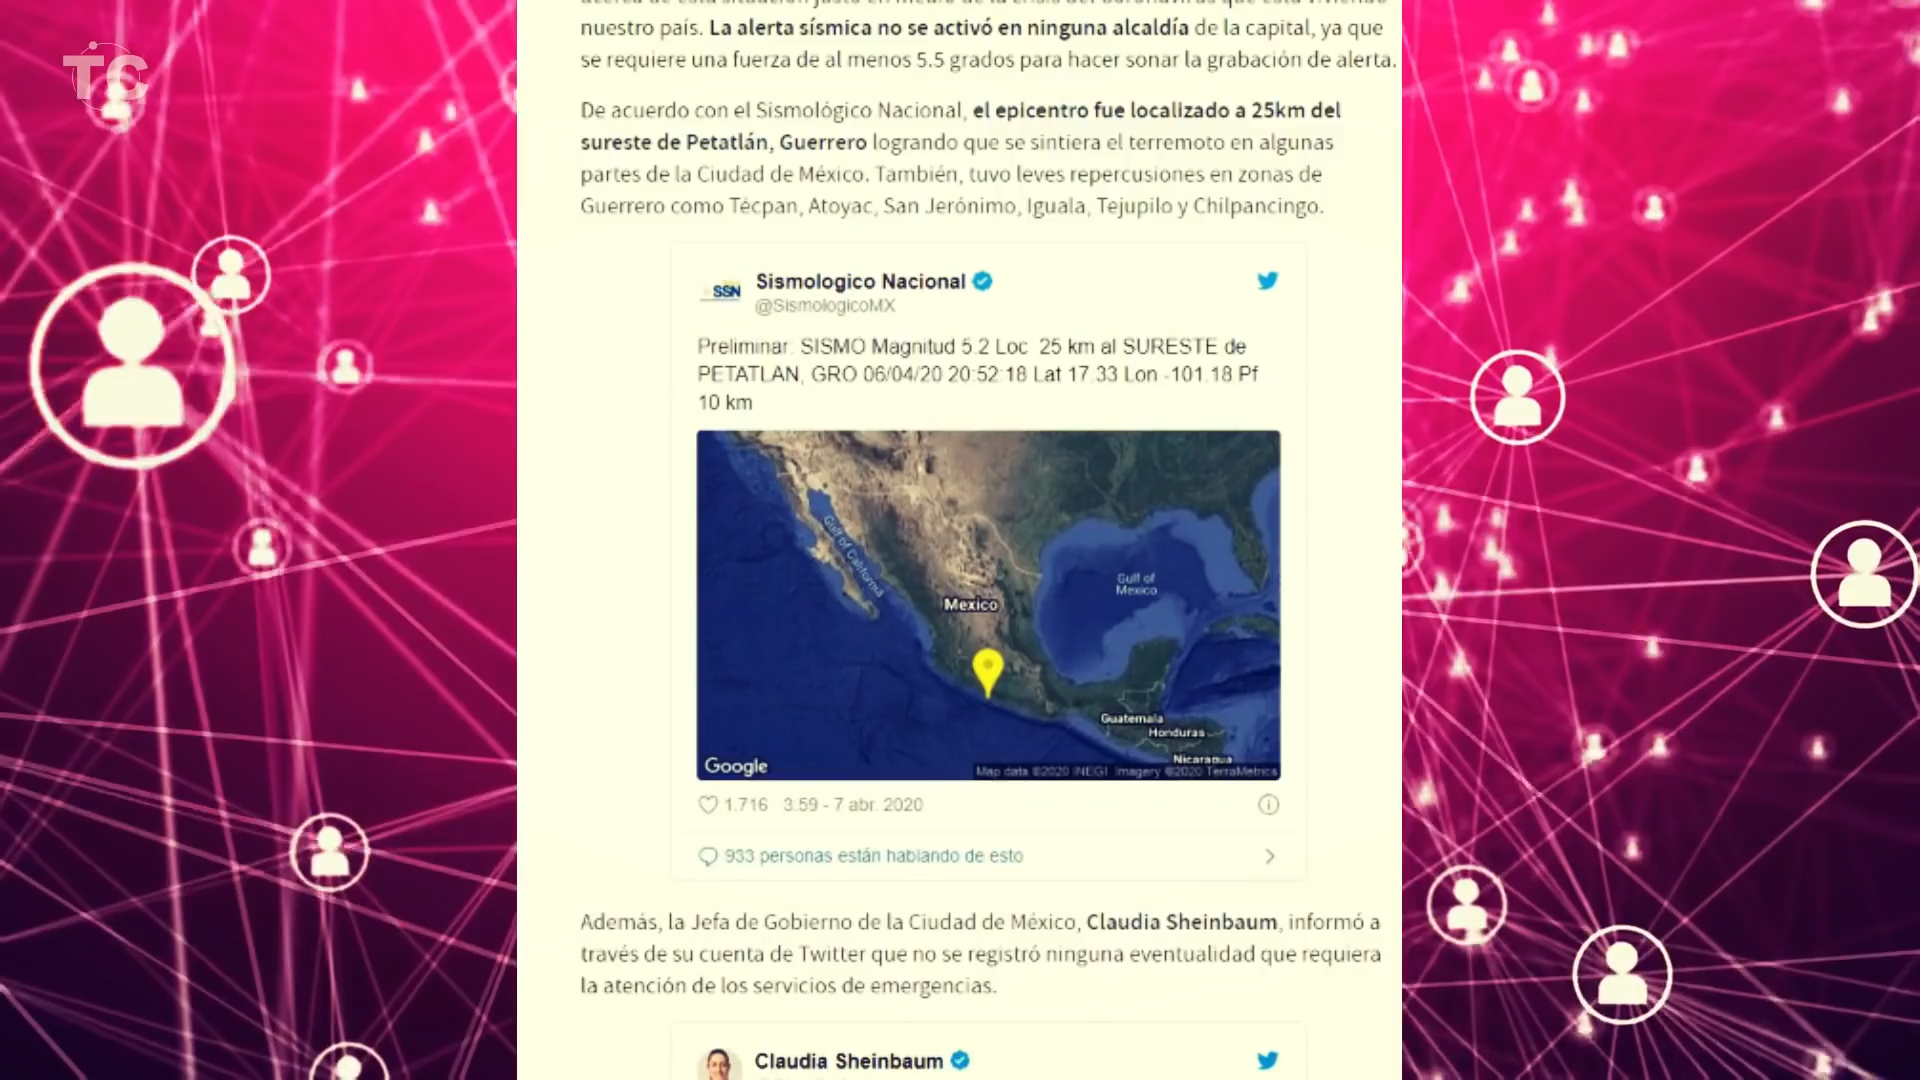 TC
nuestro país. La alerta sísmica no se activó en ninguna alcaldía de la capital, ya que
se requiere una fuerza de al menos 5.5 grados para hacer sonar la grabación de alerta.
De acuerdo con el Sismológico Nacional, el epicentro fue localizado a 25km del
sureste de Petatlán, Guerrero logrando que se sintiera el terremoto en algunas
partes de la Ciudad de México. También, tuvo leves repercusiones en zonas de
Guerrero como Técpan, Atoyac, San Jerónimo, Iguala, Tejupilo y Chilpancingo.
SSN
Sismologico Nacional
@SismologicoMX
Preliminar: SISMO Magnitud 5.2 Loc 25 km al SURESTE de
PETATLAN, GRO 06/04/20 20:52:18 Lat 17.33 Lon -101.18 Pf
10 km
Gulf of California
Gulf of
Mexico
Mexico
Guatemala
Honduras
Nicaragua
Google
Map data ©2020 INEGI Imagery ©2020 TerraMetrics
1.716 3:59 - 7 abr. 2020
933 personas están hablando de esto
Además, la Jefa de Gobierno de la Ciudad de México, Claudia Sheinbaum, informó a
través de su cuenta de Twitter que no se registró ninguna eventualidad que requiera
la atención de los servicios de emergencias.
Claudia Sheinbaum